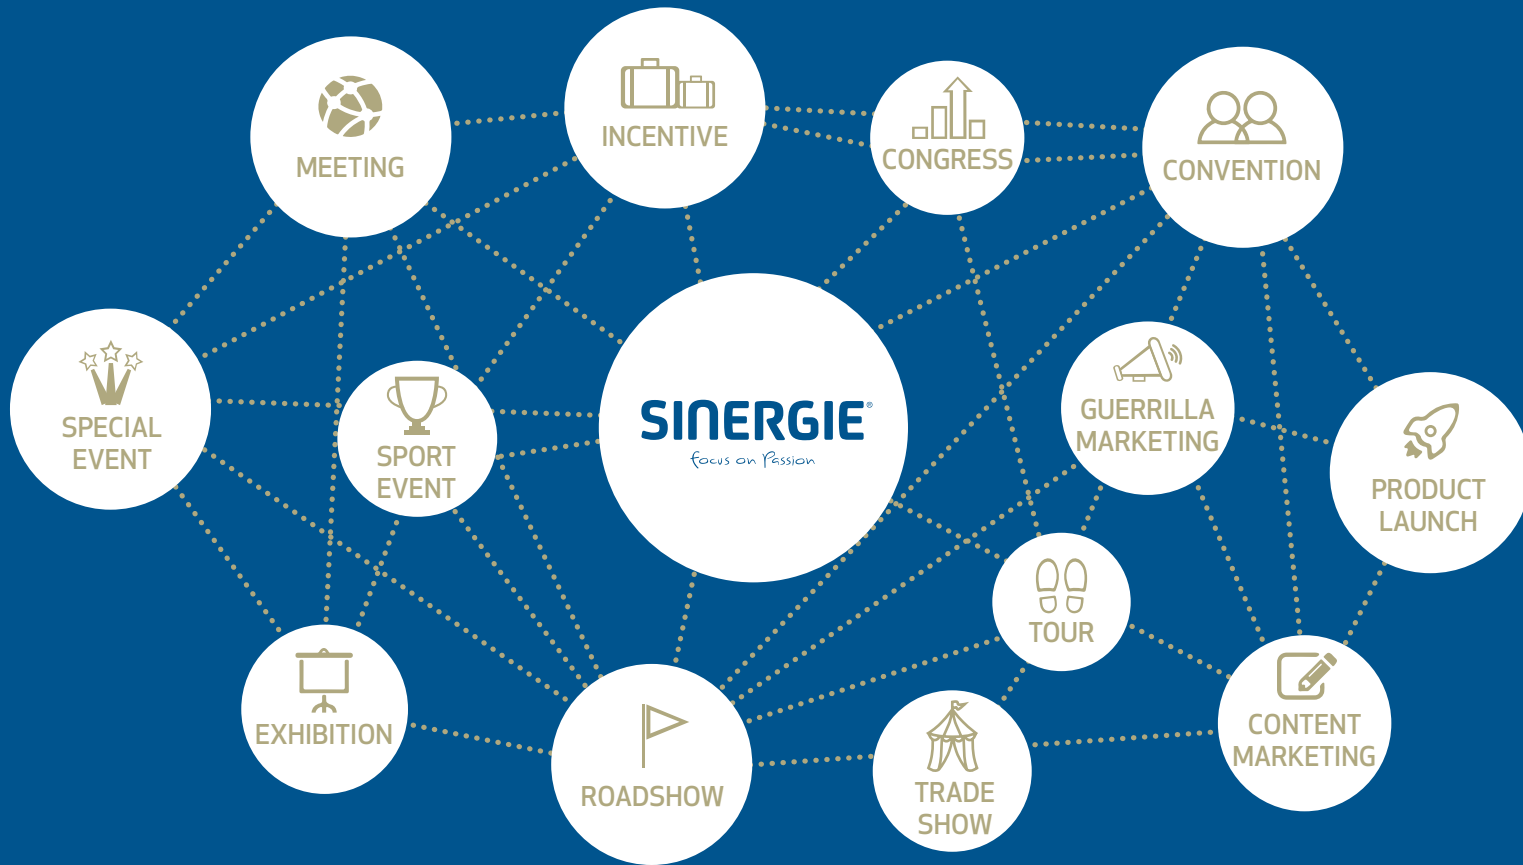 MEETING
INCENTIVE
CONGRESS
CONVENTION
SPECIAL
EVENT
SPORT
EVENT
SINERGIE®
focus on Passion
GUERRILLA
MARKETING
PRODUCT
LAUNCH
TOUR
EXHIBITION
ROADSHOW
TRADE
SHOW
CONTENT
MARKETING